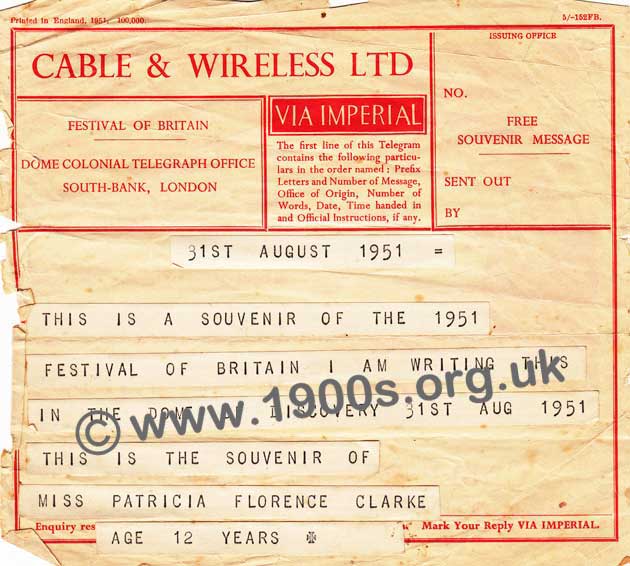 Printed in England, 1951, 100,000.
5/-152FB.
CABLE & WIRELESS LTD
FESTIVAL OF BRITAIN
DOME COLONIAL TELEGRAPH OFFICE
SOUTH-BANK, LONDON
VIA IMPERIAL
The first line of this Telegram
contains the following particu-
lars in the order named : Prefix
Letters and Number of Message,
Office of Origin, Number of
Words, Date, Time handed in
and Official Instructions, if any.
ISSUING OFFICE
NO.
FREE
SOUVENIR MESSAGE
SENT OUT
BY
31ST AUGUST 1951 =
THIS IS A SOUVENIR OF THE 1951
FESTIVAL OF BRITAIN I AM WRITING THIS
IN THE DOME OF DISCOVERY 31ST AUG 1951
© www.1900s.org.uk
THIS IS THE SOUVENIR OF
MISS PATRICIA FLORENCE CLARKE
Enquiry Mark Your Reply VIA IMPERIAL.
AGE 12 YEARS